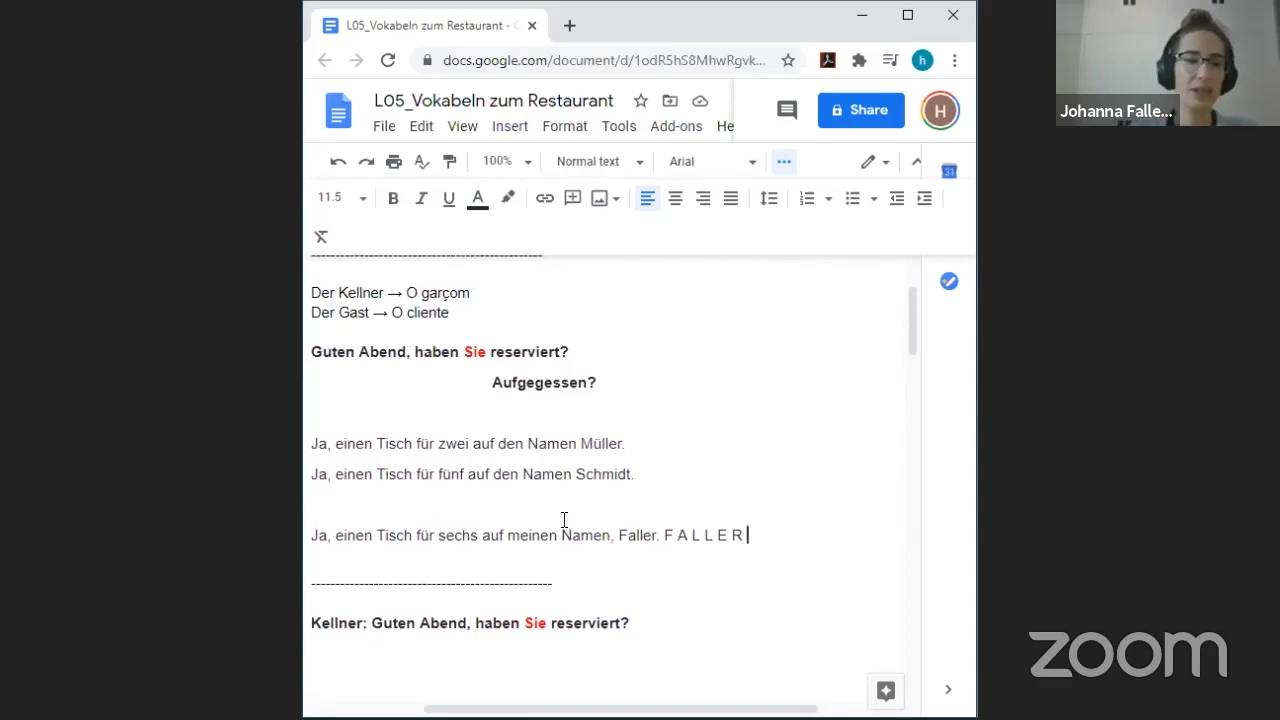 L05_Vokabeln zum Restaurant -
docs.google.com/document/d/1odR5hS8MhwRgvk...
h
L05_Vokabeln zum Restaurant
Share
H
File Edit View Insert Format Tools Add-ons He
100% Normal text Arial
31
11.5 B I U A
Der Kellner → O garçom
Der Gast → O cliente
Guten Abend, haben Sie reserviert?
Aufgegessen?
Ja, einen Tisch für zwei auf den Namen Müller.
Ja, einen Tisch für fünf auf den Namen Schmidt.
Ja, einen Tisch für sechs auf meinen Namen, Faller. F A L L E R
Kellner: Guten Abend, haben Sie reserviert?
Johanna Falle...
zoom